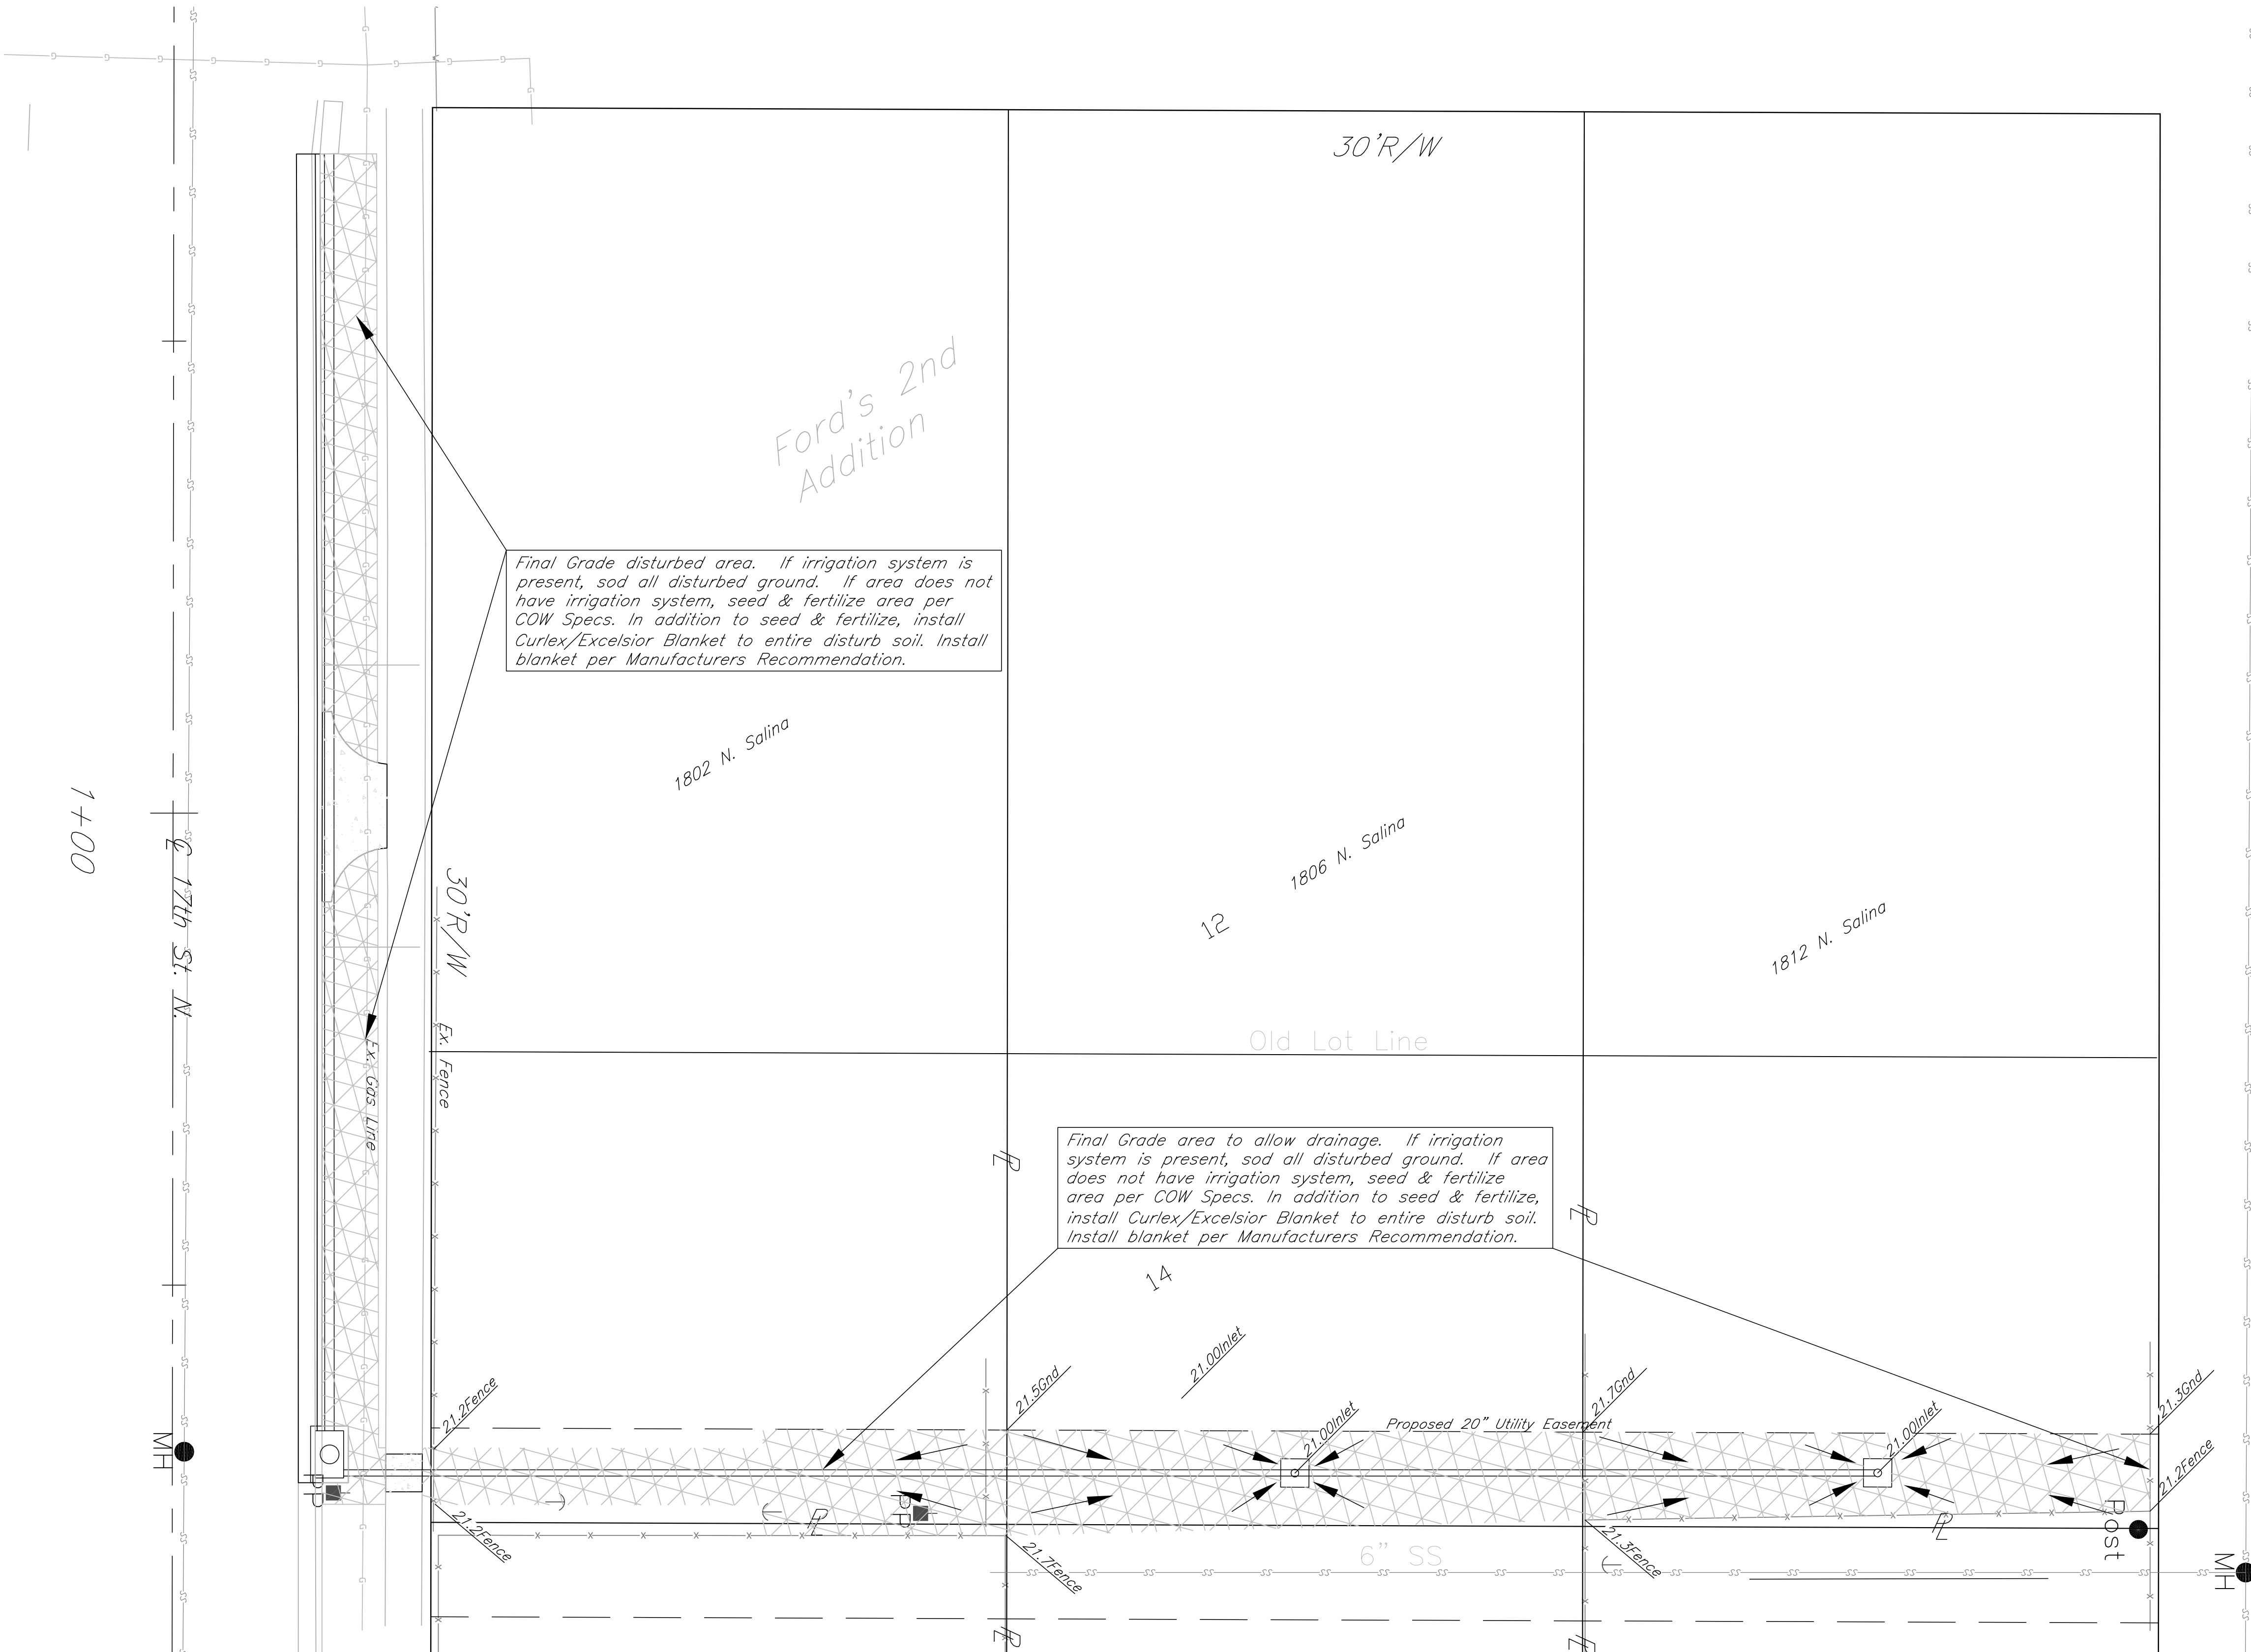 30'R/W
Ford's 2nd
Addition
Final Grade disturbed area. If irrigation system is
present, sod all disturbed ground. If area does not
have irrigation system, seed & fertilize area per
COW Specs. In addition to seed & fertilize, install
Curlex/Excelsior Blanket to entire disturb soil. Install
blanket per Manufacturers Recommendation.
1802 N. Salina
1806 N. Salina
1812 N. Salina
12
1+00
℄ 17th St. N.
30'R/W
Ex. Fence
Ex. Gas Line
Old Lot Line
Final Grade area to allow drainage. If irrigation
system is present, sod all disturbed ground. If area
does not have irrigation system, seed & fertilize
area per COW Specs. In addition to seed & fertilize,
install Curlex/Excelsior Blanket to entire disturb soil.
Install blanket per Manufacturers Recommendation.
14
PL
PL
21.2Fence
21.5Gnd
21.00Inlet
21.00Inlet
Proposed 20" Utility Easement
21.7Gnd
21.00Inlet
21.3Gnd
21.2Fence
MH
PP
PP
PL
PL
Post
21.2Fence
21.7Fence
6" SS
21.3Fence
MH
PL
PL